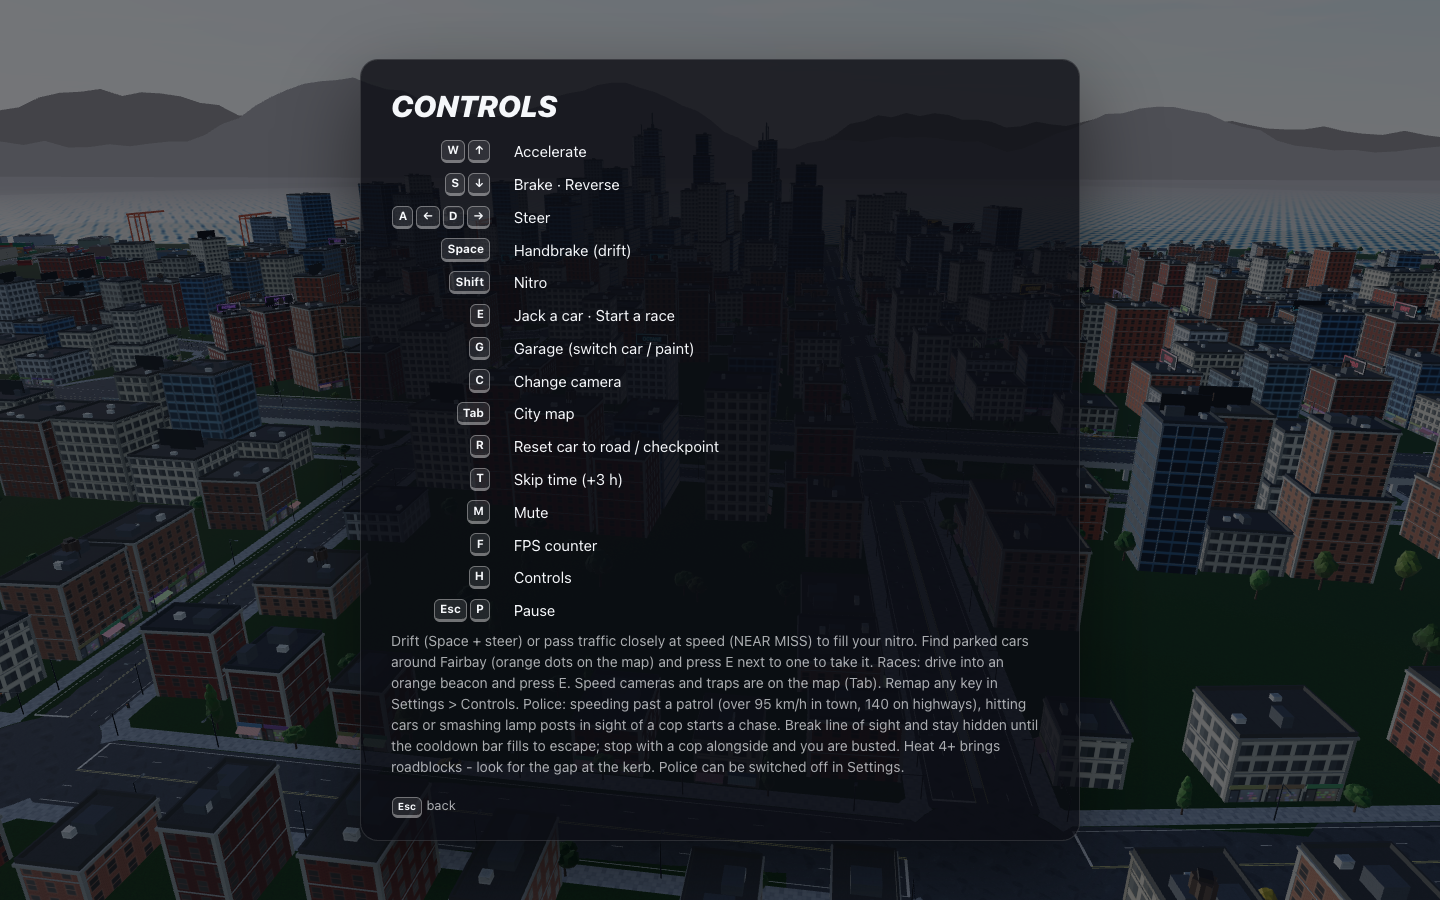 CONTROLS
W ↑ Accelerate
S ↓ Brake · Reverse
A ← D → Steer
Space Handbrake (drift)
Shift Nitro
E Jack a car · Start a race
G Garage (switch car / paint)
C Change camera
Tab City map
R Reset car to road / checkpoint
T Skip time (+3 h)
M Mute
F FPS counter
H Controls
Esc P Pause
Drift (Space + steer) or pass traffic closely at speed (NEAR MISS) to fill your nitro. Find parked cars
around Fairbay (orange dots on the map) and press E next to one to take it. Races: drive into an
orange beacon and press E. Speed cameras and traps are on the map (Tab). Remap any key in
Settings > Controls. Police: speeding past a patrol (over 95 km/h in town, 140 on highways), hitting
cars or smashing lamp posts in sight of a cop starts a chase. Break line of sight and stay hidden until
the cooldown bar fills to escape; stop with a cop alongside and you are busted. Heat 4+ brings
roadblocks - look for the gap at the kerb. Police can be switched off in Settings.
Esc back